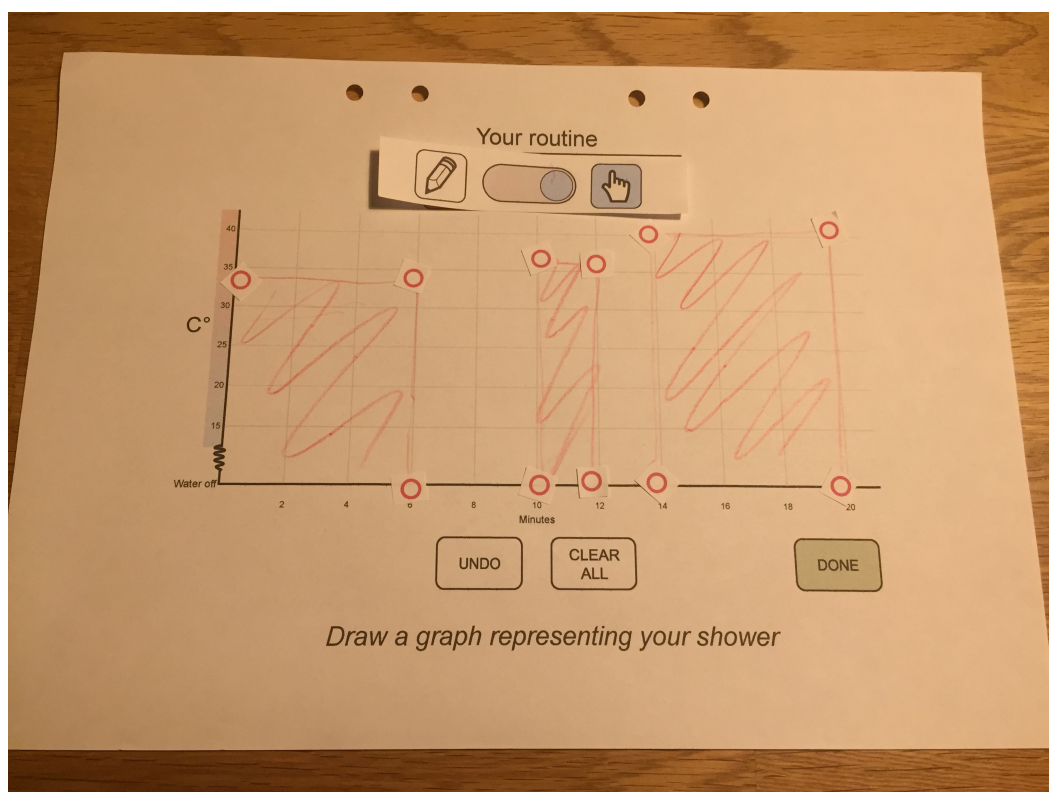 Your routine
40
35
30
C°
25
20
15
Water off
2 4 6 8 10 12 14 16 18 20
Minutes
UNDO
CLEAR
ALL
DONE
Draw a graph representing your shower